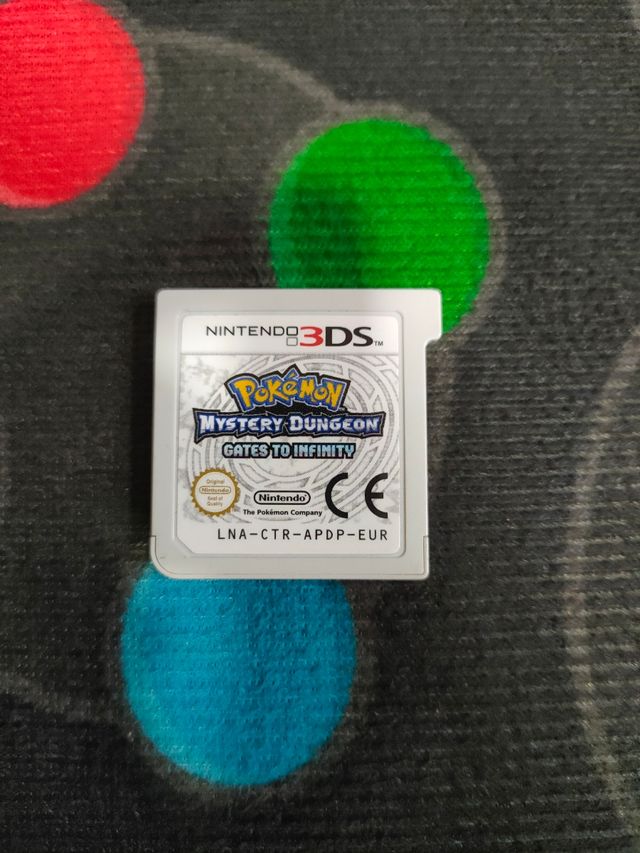 NINTENDO 3DS™
POKéMON
MYSTERY DUNGEON
GATES TO INFINITY
Original
Nintendo
Seal of
Quality
Nintendo
The Pokémon Company
CE
LNA-CTR-APDP-EUR